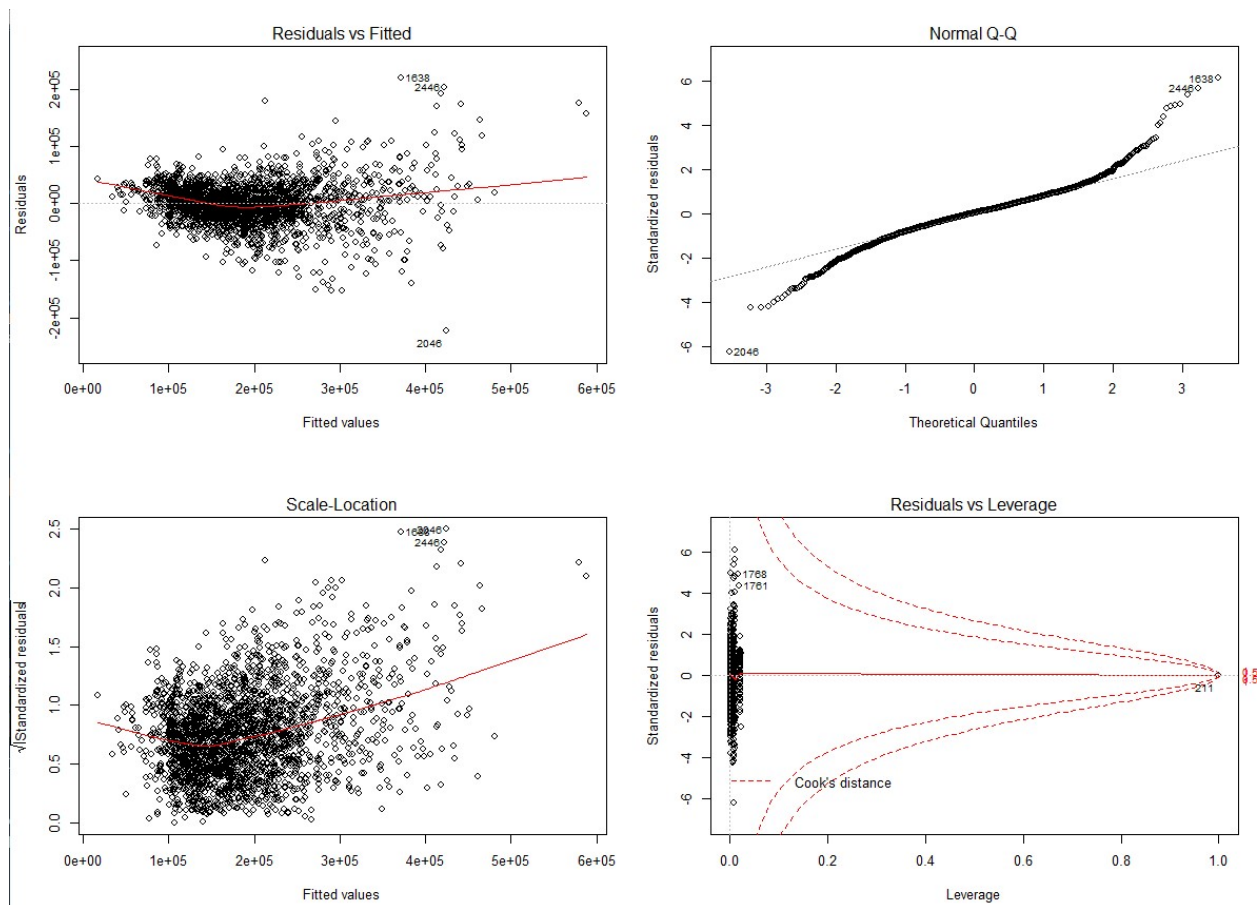 Residuals vs Fitted
Residuals
2e+05
1e+05
0e+00
-1e+05
-2e+05
1638
2446
2046
0e+00 1e+05 2e+05 3e+05 4e+05 5e+05 6e+05
Fitted values
Normal Q-Q
Standardized residuals
6
4
2
0
-2
-4
-6
1638
2446
2046
-3 -2 -1 0 1 2 3
Theoretical Quantiles
Scale-Location
√|Standardized residuals|
2.5
2.0
1.5
1.0
0.5
0.0
2046
2446
0e+00 1e+05 2e+05 3e+05 4e+05 5e+05 6e+05
Fitted values
Residuals vs Leverage
Standardized residuals
6
4
2
0
-2
-4
-6
1768
1761
211
Cook's distance
0.0 0.2 0.4 0.6 0.8 1.0
Leverage